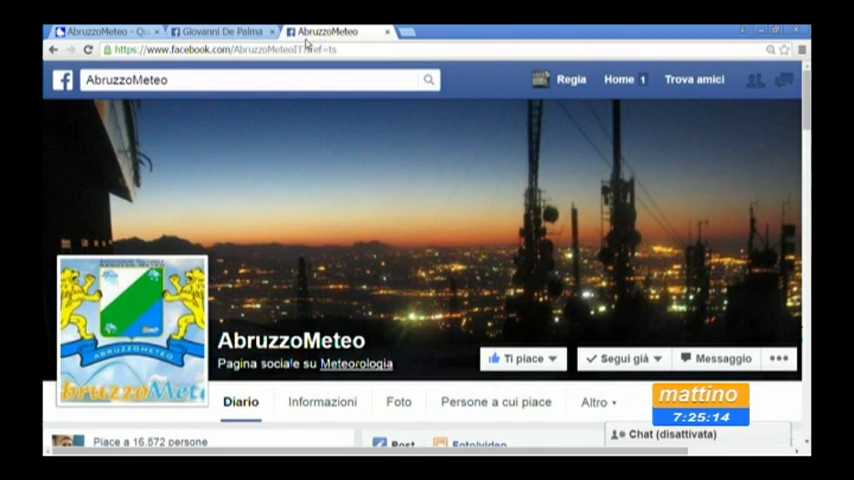 AbruzzoMeteo - Qu
Giovanni De Palma
AbruzzoMeteo
https://www.facebook.com/AbruzzoMeteoIT?fref=ts
AbruzzoMeteo
Regia
Home 1
Trova amici
ABRUZZOMETEO
AbruzzoMeteo
Pagina sociale su Meteorologia
Ti piace
Segui già
Messaggio
Diario
Informazioni
Foto
Persone a cui piace
Altro
mattino
7:25:14
Chat (disattivata)
Piace a 16.572 persone
Post
Foto/video